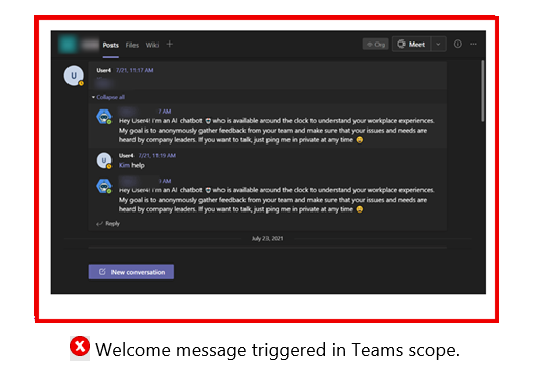 Posts Files Wiki + Org Meet
U User4 7/21, 11:17 AM
Collapse all
7 AM
Hey User4! I'm an AI chatbot 🤖 who is available around the clock to understand your workplace experiences.
My goal is to anonymously gather feedback from your team and make sure that your issues and needs are
heard by company leaders. If you want to talk, just ping me in private at any time 😀
U User4 7/21, 11:19 AM
Kim help
AM
Hey User4! I'm an AI chatbot 🤖 who is available around the clock to understand your workplace experiences.
My goal is to anonymously gather feedback from your team and make sure that your issues and needs are
heard by company leaders. If you want to talk, just ping me in private at any time 😀
Reply
July 23, 2021
New conversation
Welcome message triggered in Teams scope.